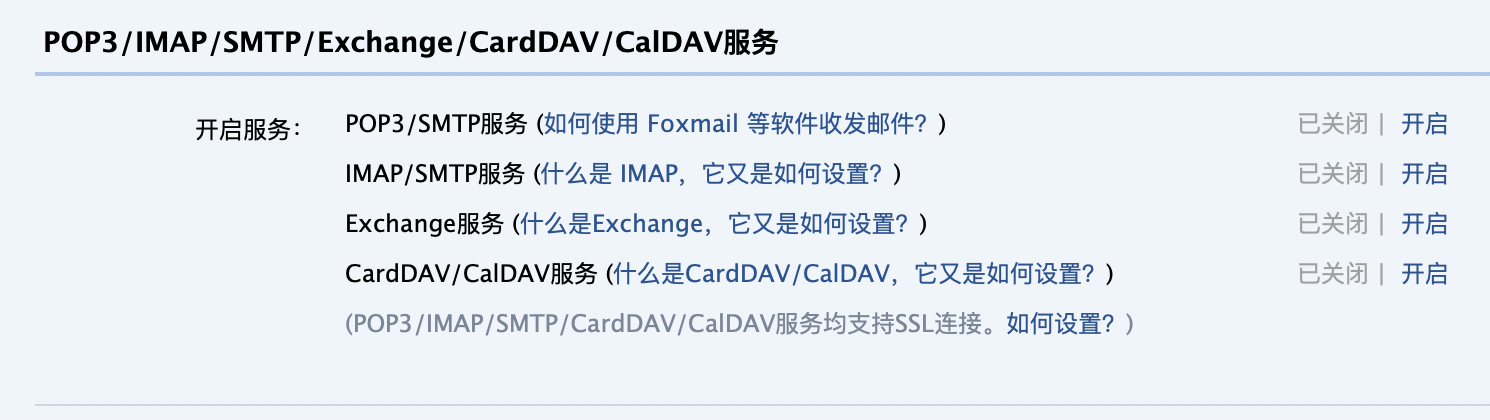 POP3/IMAP/SMTP/Exchange/CardDAV/CalDAV服务
开启服务： POP3/SMTP服务 (如何使用 Foxmail 等软件收发邮件？) 已关闭 | 开启
IMAP/SMTP服务 (什么是 IMAP，它又是如何设置？) 已关闭 | 开启
Exchange服务 (什么是Exchange，它又是如何设置？) 已关闭 | 开启
CardDAV/CalDAV服务 (什么是CardDAV/CalDAV，它又是如何设置？) 已关闭 | 开启
(POP3/IMAP/SMTP/CardDAV/CalDAV服务均支持SSL连接。如何设置？)